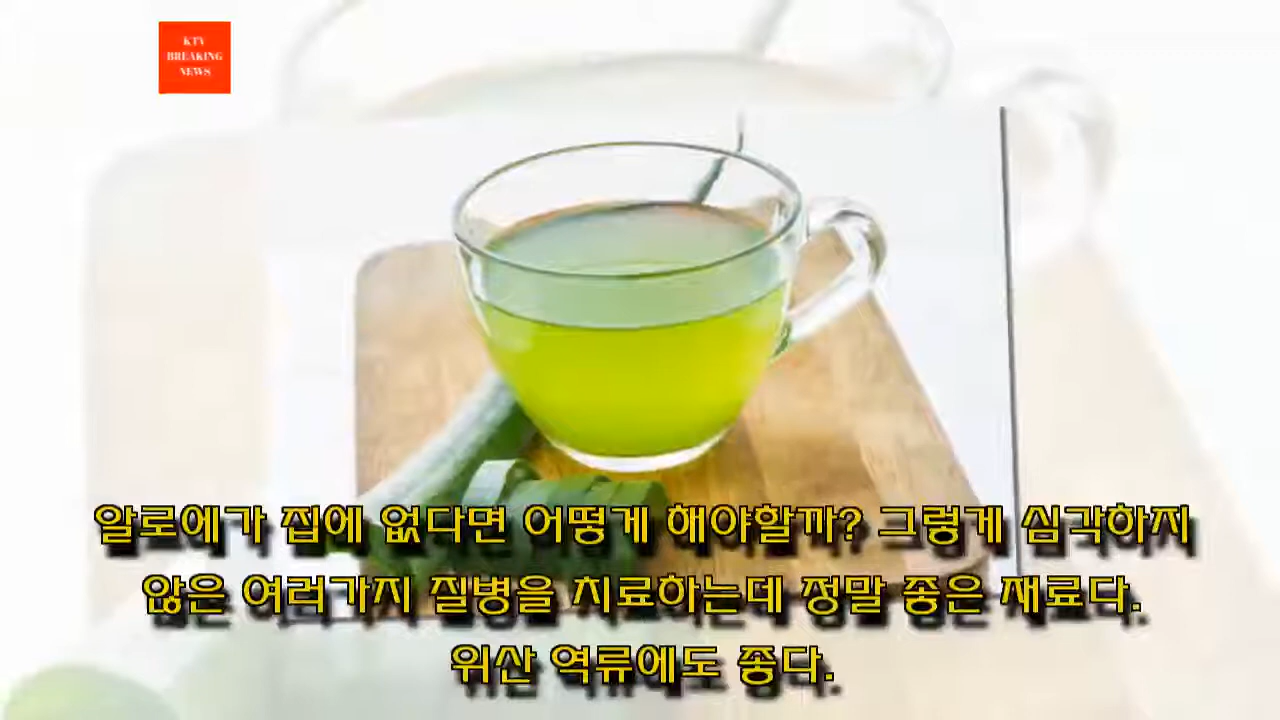 KTV
BREAKING
NEWS
알로에가 집에 없다면 어떻게 해야할까? 그렇게 심각하지
않은 여러가지 질병을 치료하는데 정말 좋은 재료다.
위산 역류에도 좋다.